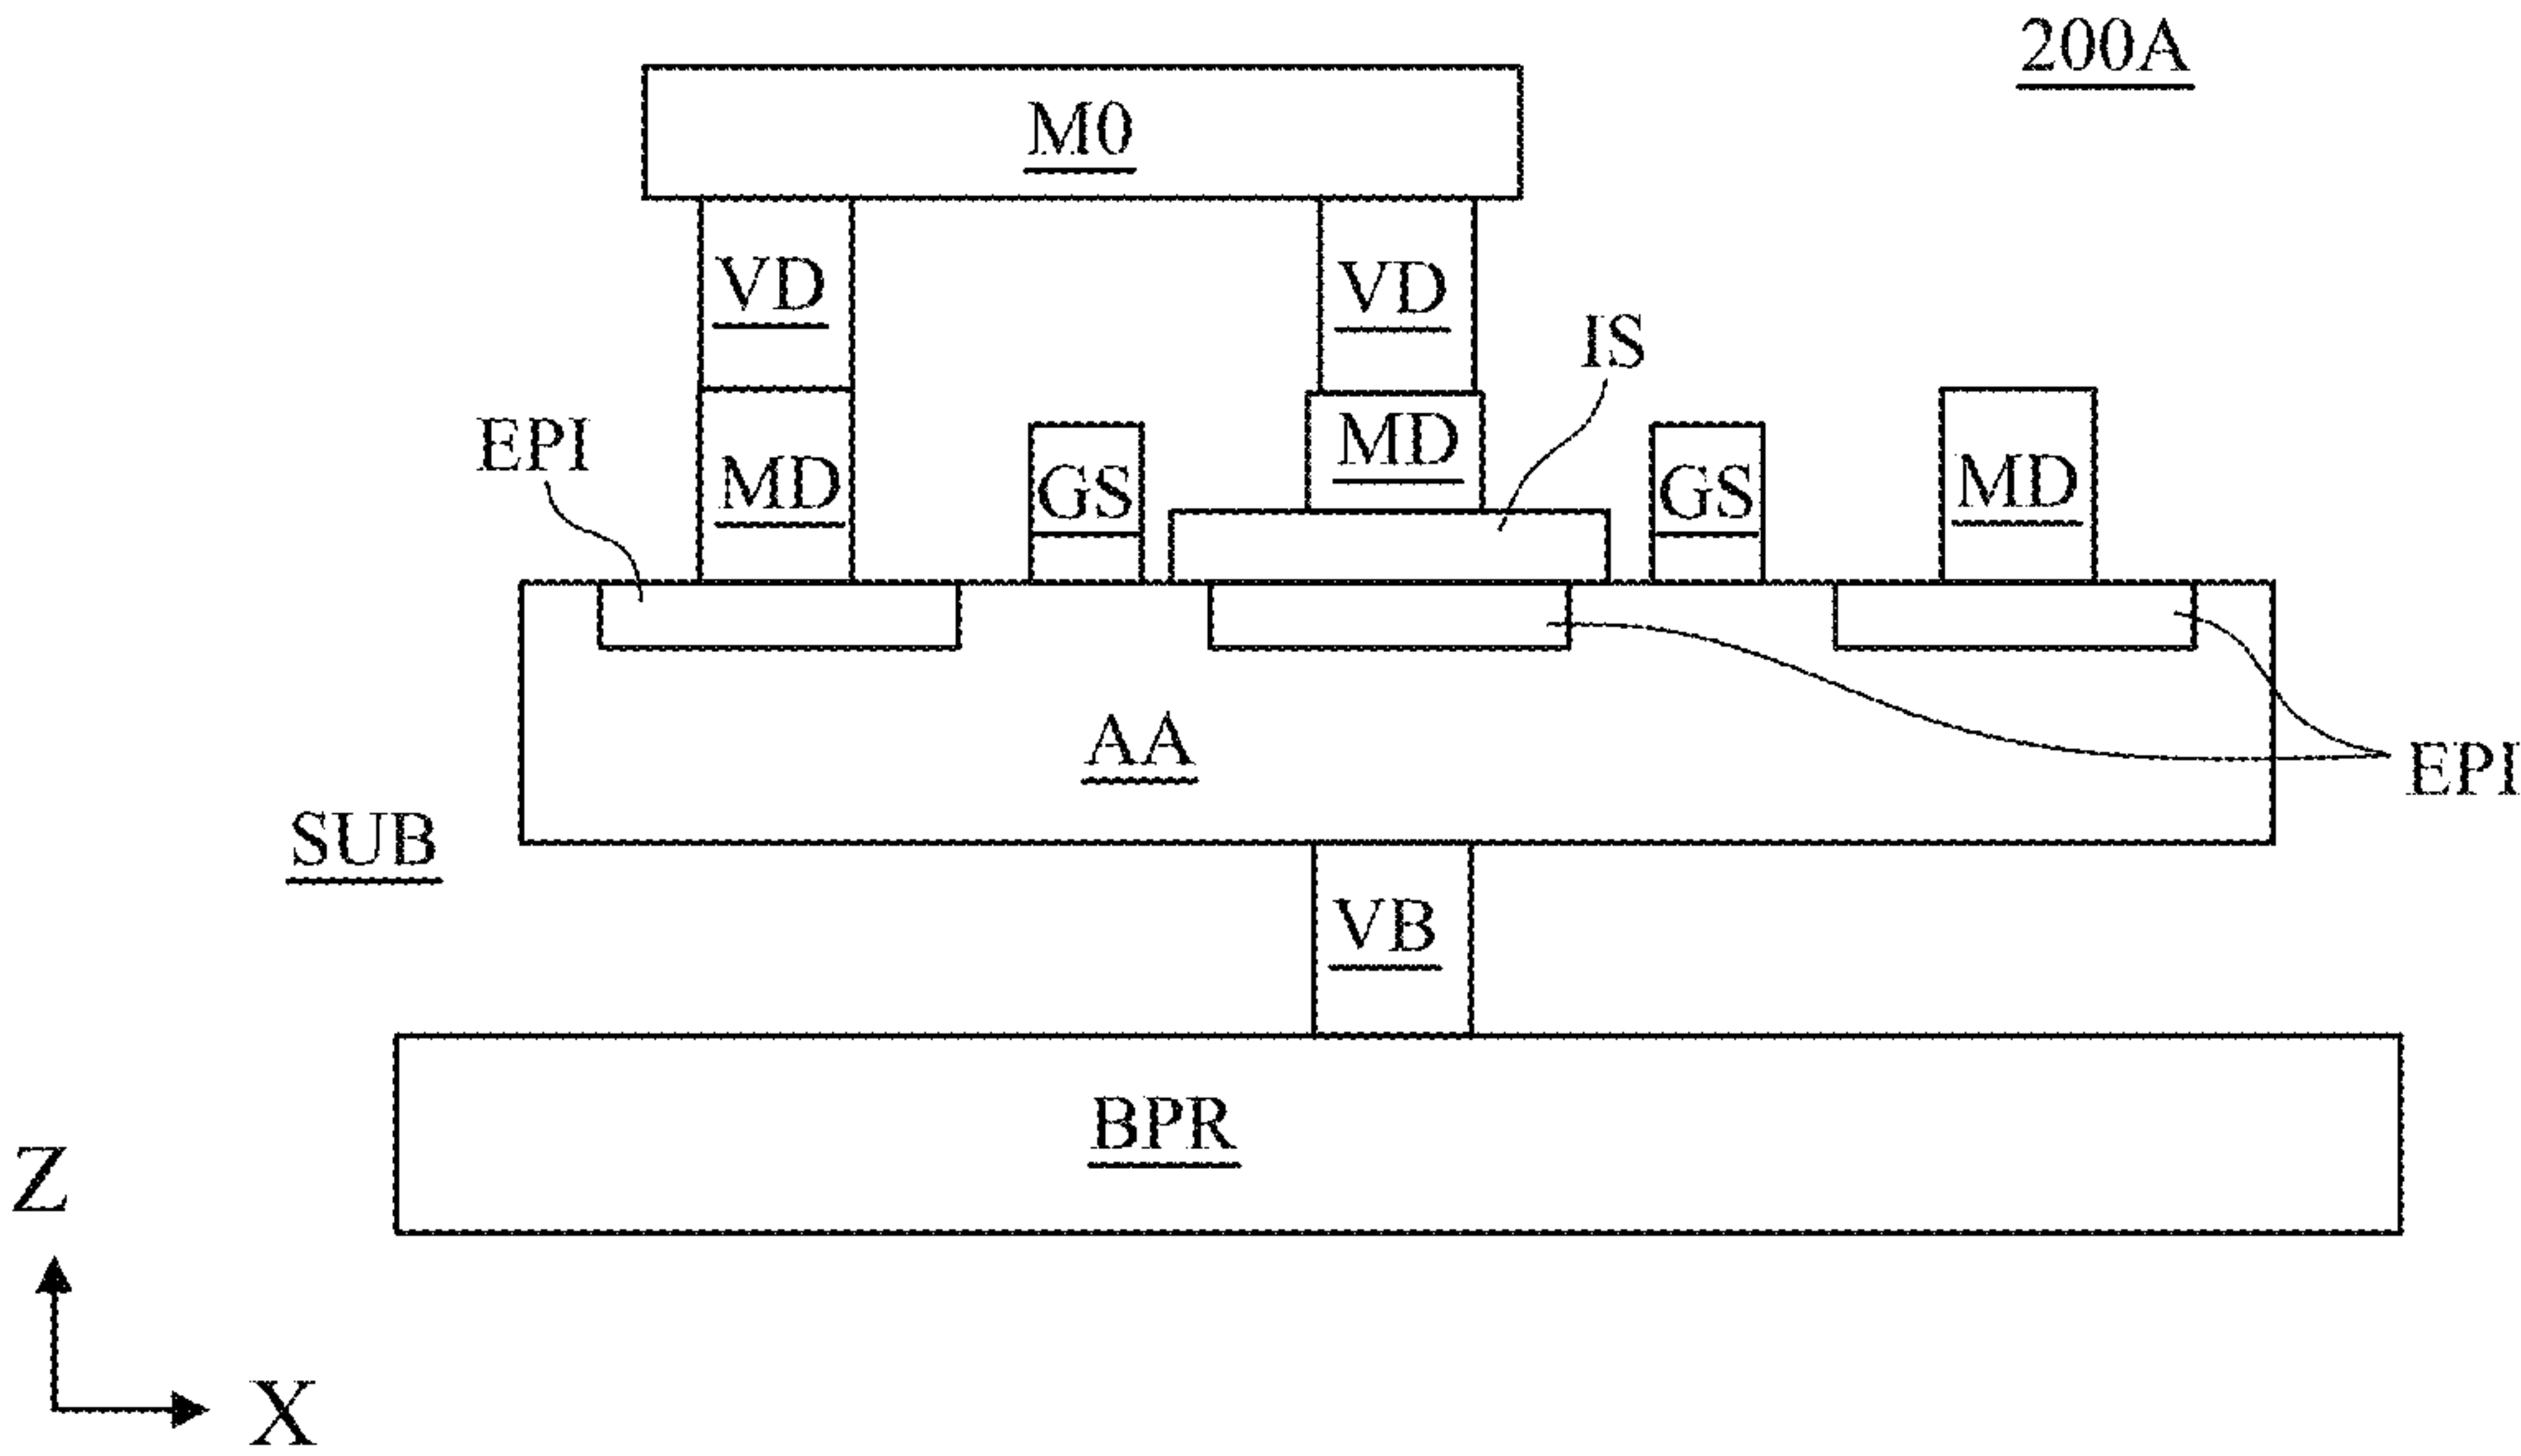 200A
M0
VD VD
IS
EPI MD GS MD GS MD
AA
EPI
SUB
VB
BPR
Z
X